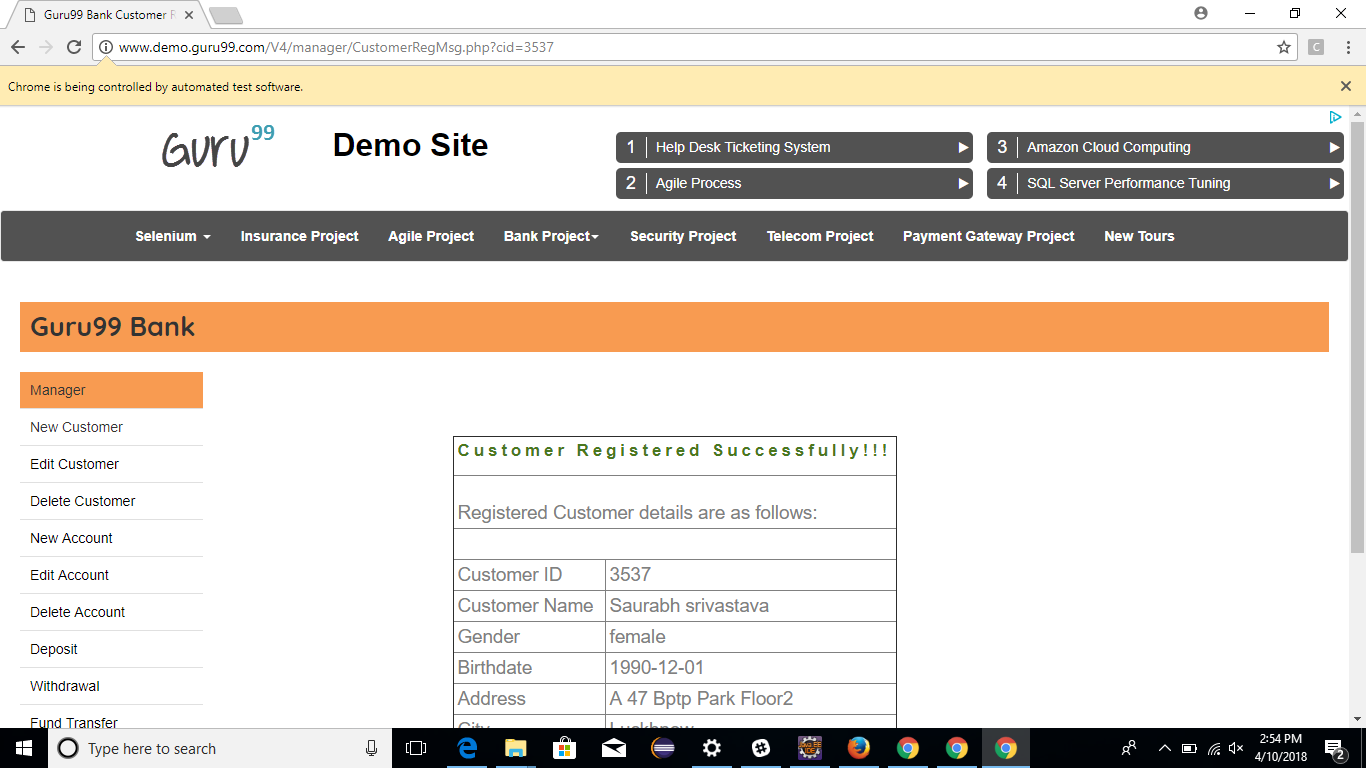 Guru99 Bank Customer R
www.demo.guru99.com/V4/manager/CustomerRegMsg.php?cid=3537
C
Chrome is being controlled by automated test software.
GURU99
Demo Site
1 Help Desk Ticketing System
3 Amazon Cloud Computing
2 Agile Process
4 SQL Server Performance Tuning
Selenium Insurance Project Agile Project Bank Project Security Project Telecom Project Payment Gateway Project New Tours
Guru99 Bank
Manager
New Customer
Edit Customer
Delete Customer
New Account
Edit Account
Delete Account
Deposit
Withdrawal
Fund Transfer
Customer Registered Successfully!!!
Registered Customer details are as follows:
Customer ID 3537
Customer Name Saurabh srivastava
Gender female
Birthdate 1990-12-01
Address A 47 Bptp Park Floor2
City
Type here to search
2:54 PM
4/10/2018
2